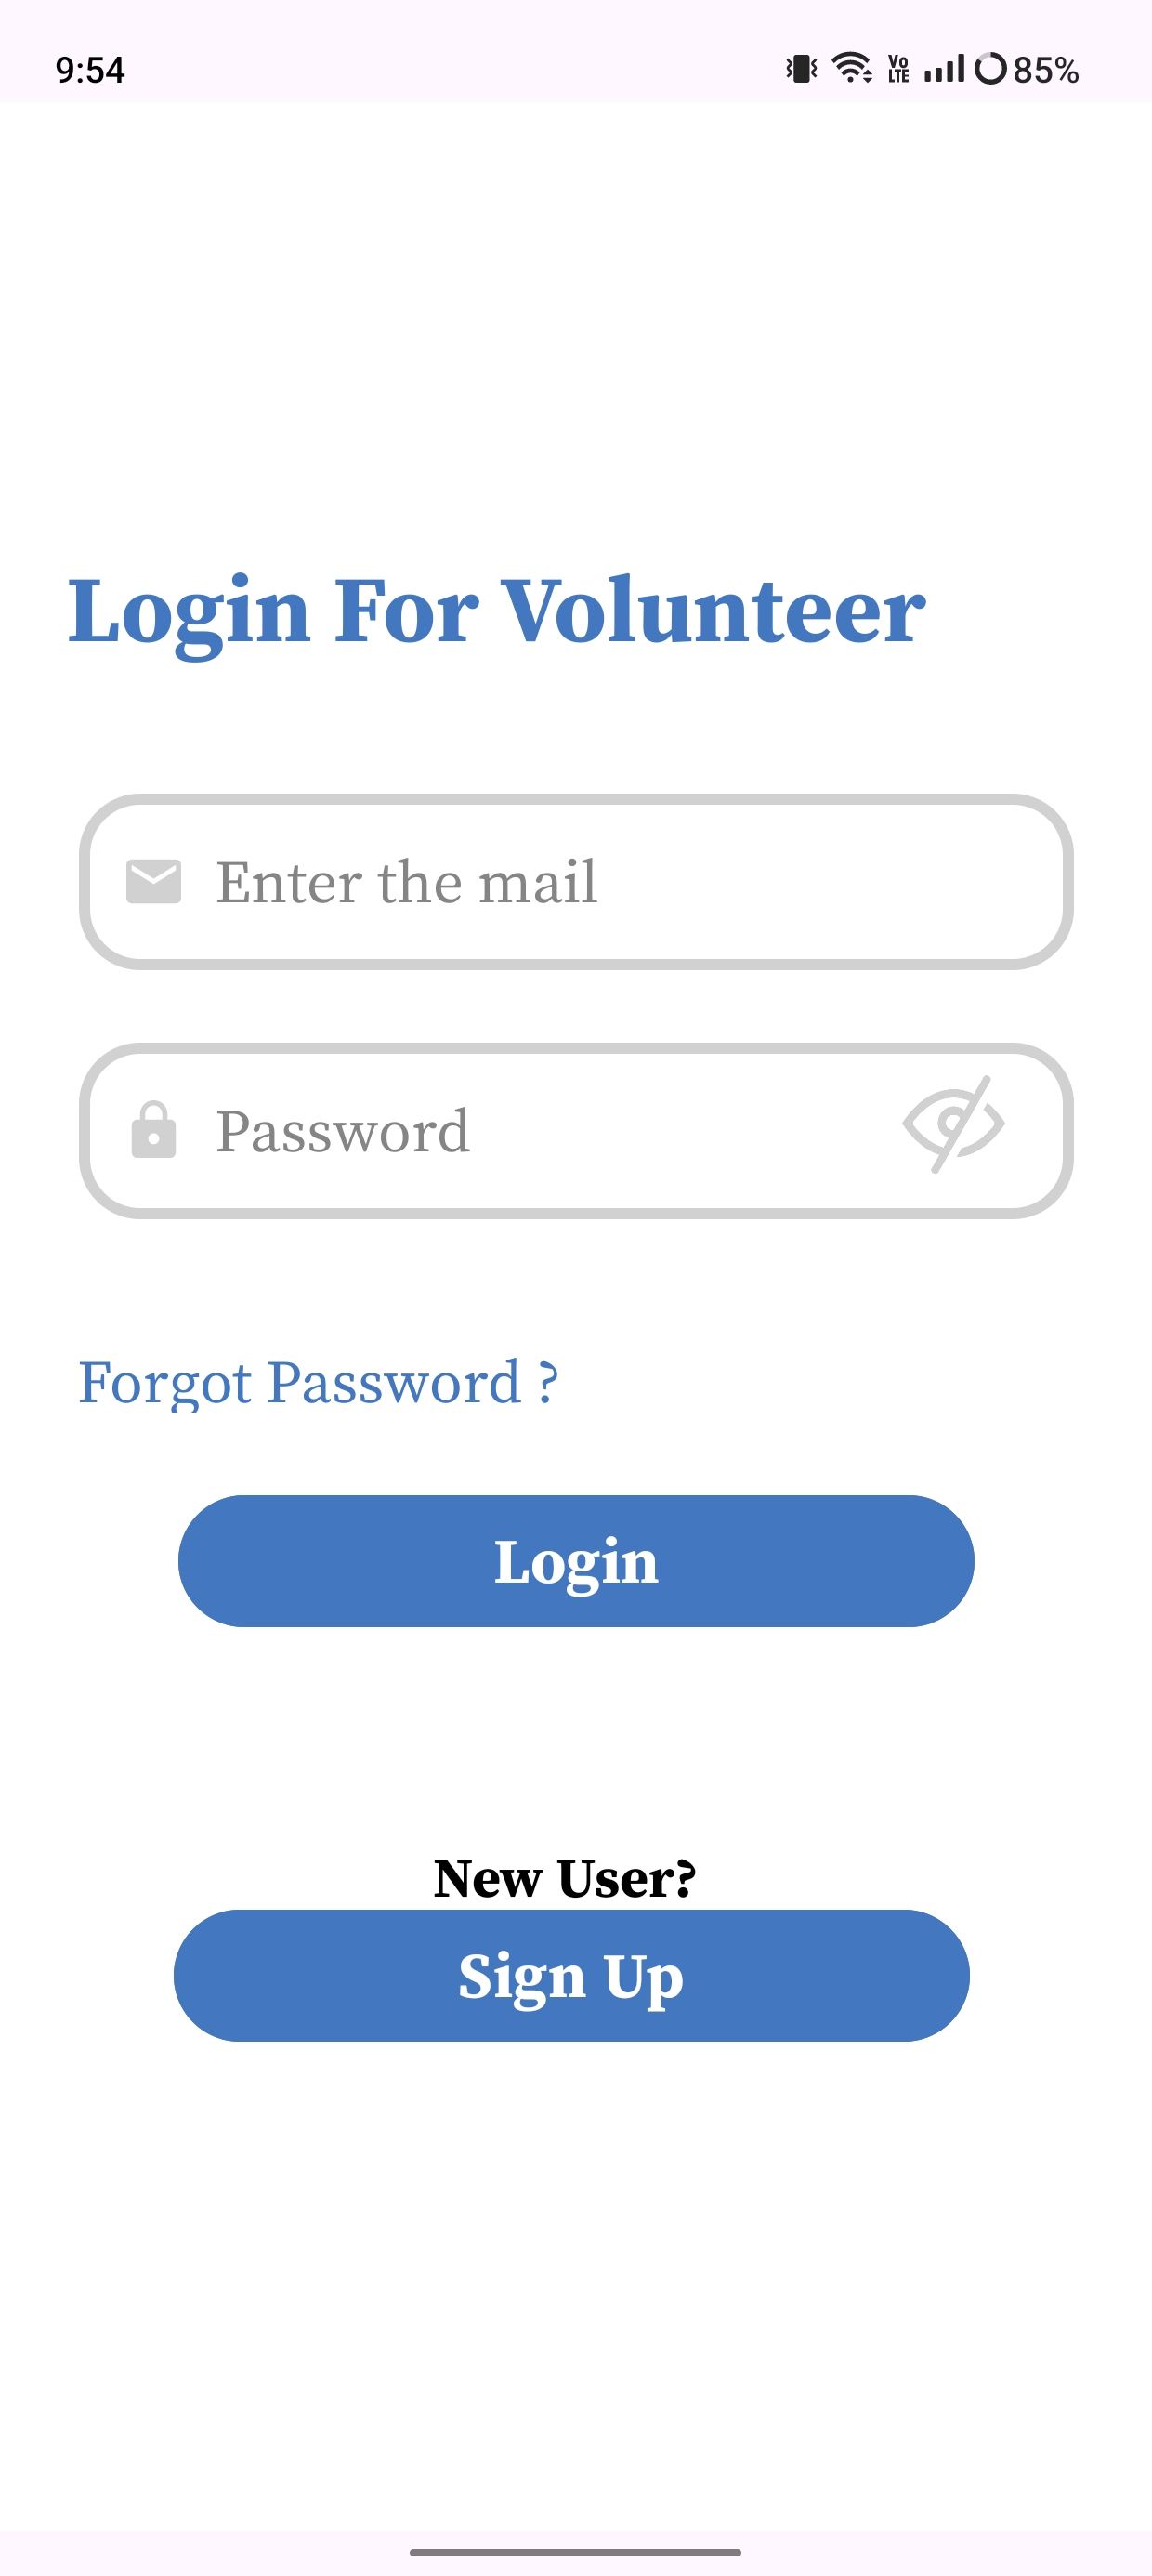 9:54 Vo LTE 85%
Login For Volunteer
Enter the mail
Password
Forgot Password ?
Login
New User?
Sign Up